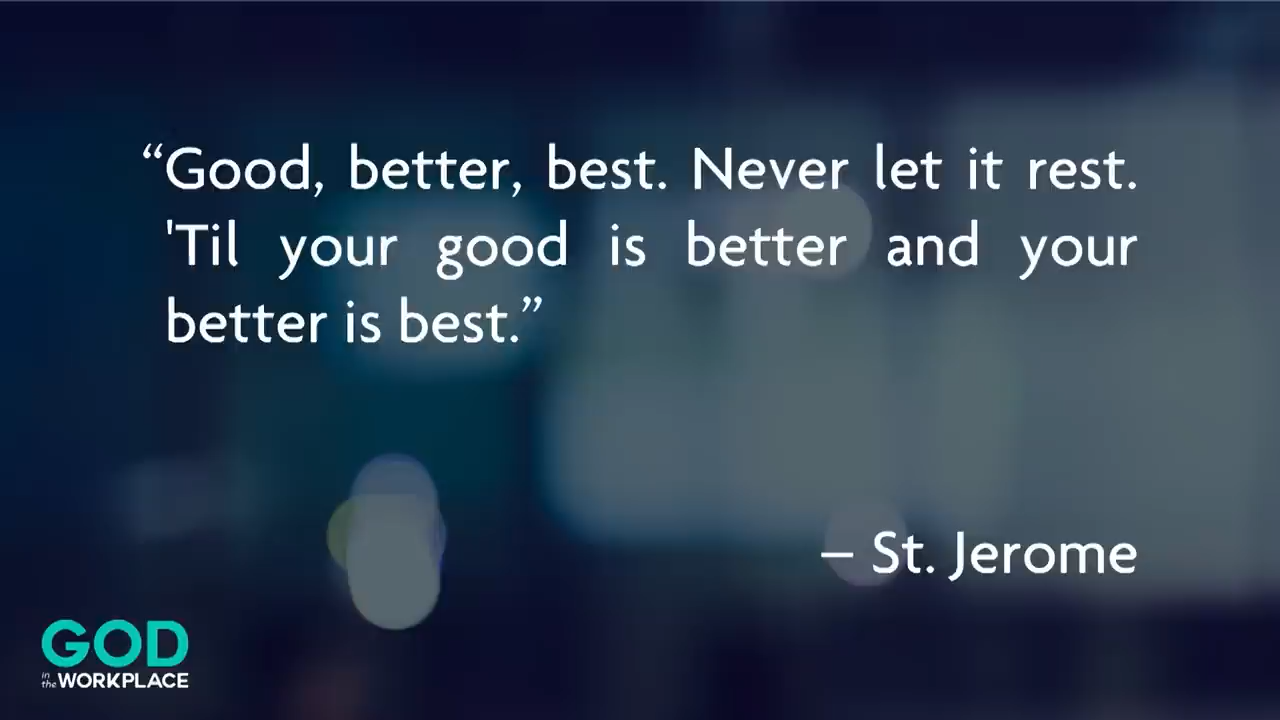 “Good, better, best. Never let it rest.
'Til your good is better and your
better is best.”
– St. Jerome
GOD
in the WORKPLACE